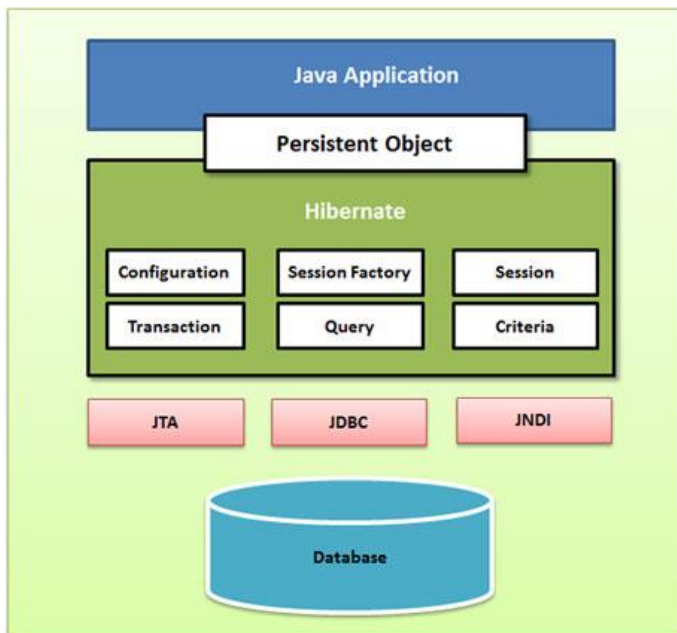 Java Application
Persistent Object
Hibernate
Configuration
Session Factory
Session
Transaction
Query
Criteria
JTA
JDBC
JNDI
Database